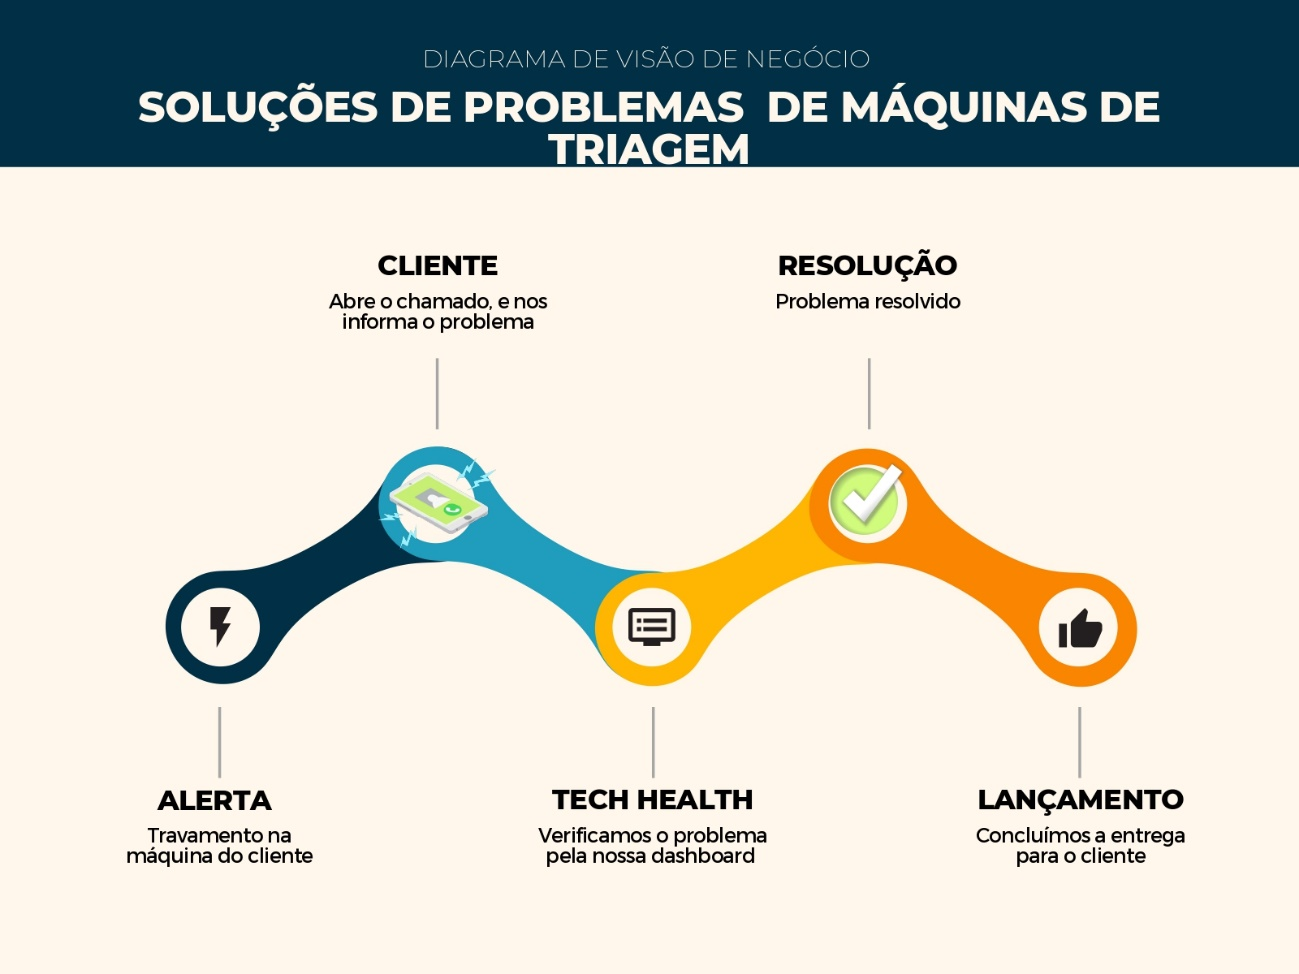 DIAGRAMA DE VISÃO DE NEGÓCIO
SOLUÇÕES DE PROBLEMAS  DE MÁQUINAS DE
TRIAGEM
CLIENTE
Abre o chamado, e nos
informa o problema
RESOLUÇÃO
Problema resolvido
ALERTA
Travamento na
máquina do cliente
TECH HEALTH
Verificamos o problema
pela nossa dashboard
LANÇAMENTO
Concluímos a entrega
para o cliente